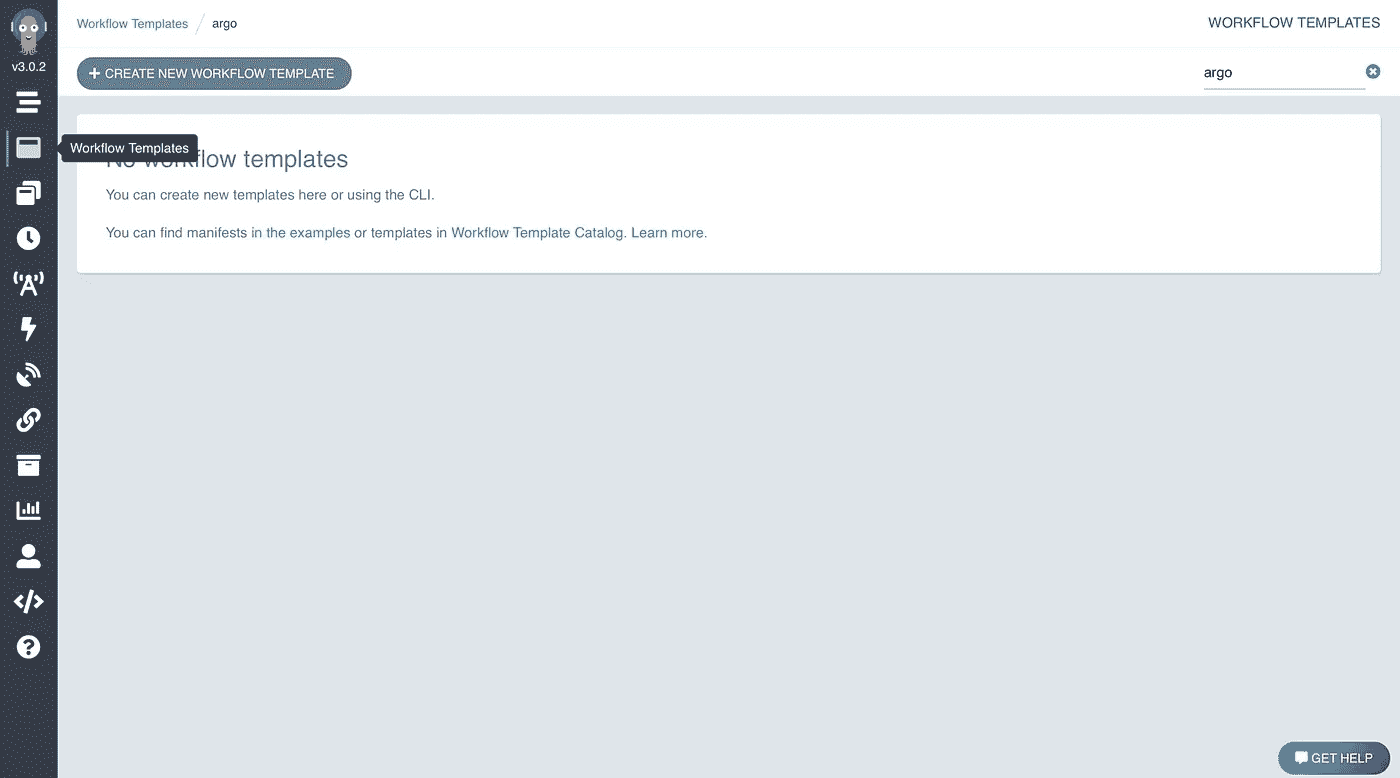 v3.0.2
Workflow Templates / argo
WORKFLOW TEMPLATES
+ CREATE NEW WORKFLOW TEMPLATE
argo
Workflow Templates
No workflow templates
You can create new templates here or using the CLI.
You can find manifests in the examples or templates in Workflow Template Catalog. Learn more.
GET HELP